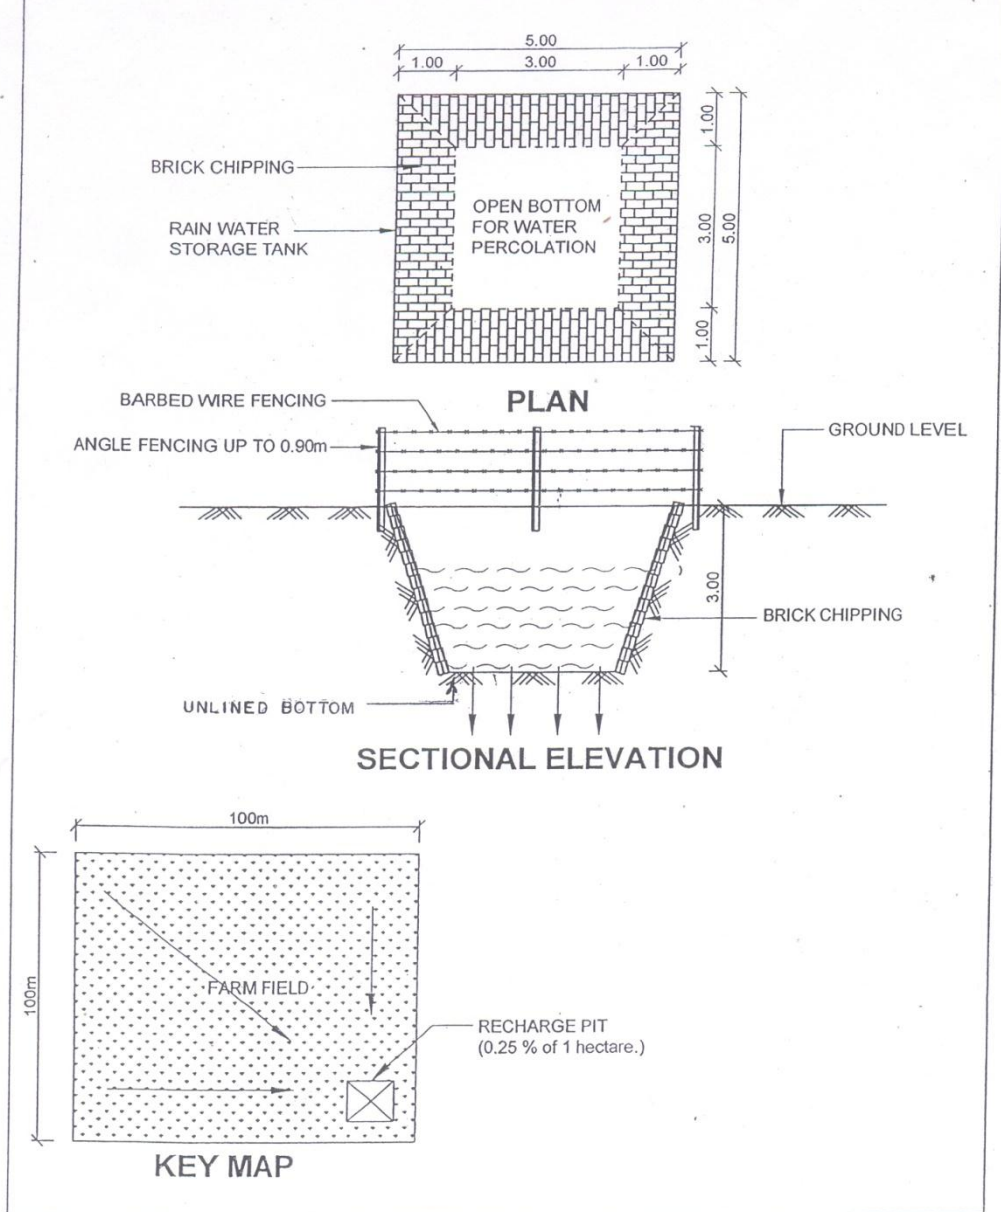 5.00
1.00
3.00
1.00
1.00
3.00
5.00
1.00
BRICK CHIPPING
RAIN WATER
STORAGE TANK
OPEN BOTTOM
FOR WATER
PERCOLATION
PLAN
BARBED WIRE FENCING
ANGLE FENCING UP TO 0.90m
GROUND LEVEL
3.00
BRICK CHIPPING
UNLINED BOTTOM
SECTIONAL ELEVATION
100m
100m
FARM FIELD
RECHARGE PIT
(0.25 % of 1 hectare.)
KEY MAP